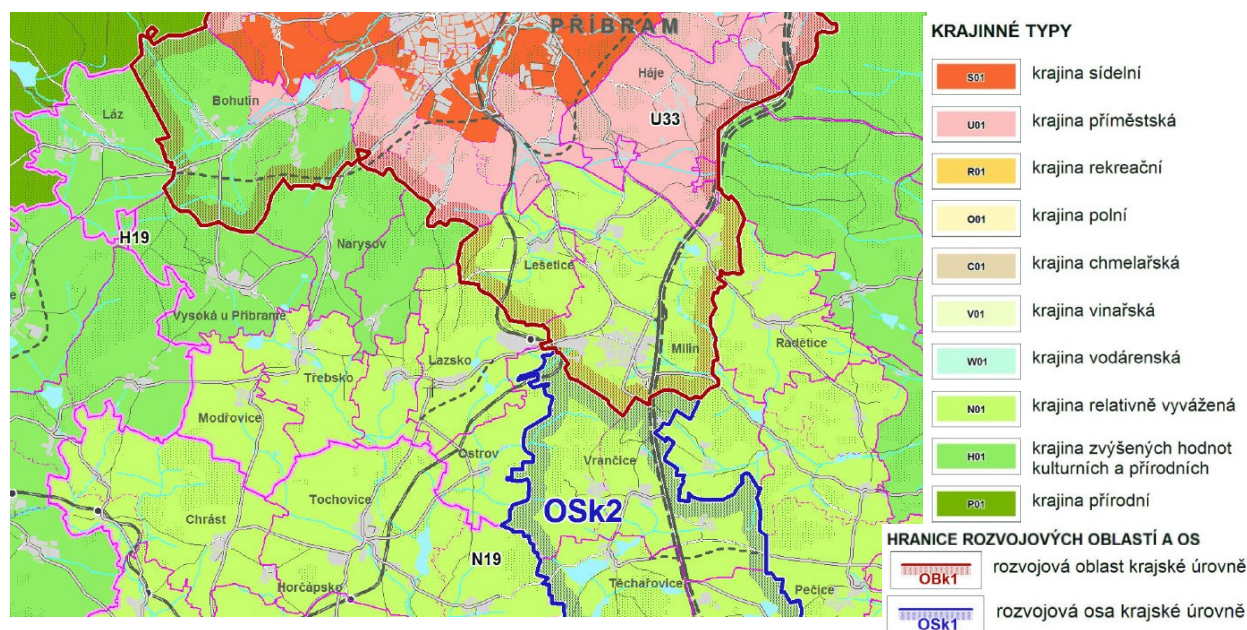 PŘÍBRAM
Háje
Láz
Bohutín
U33
H19
Narysov
Lešetice
Vysoká u Příbramě
Milín
Radětice
Lazsko
Třebsko
Modřovice
Ostrov
Vrančice
Tochovice
OSk2
Chrást
N19
Těchařovice
Horčápsko
Pečice
KRAJINNÉ TYPY
S01 krajina sídelní
U01 krajina příměstská
R01 krajina rekreační
O01 krajina polní
C01 krajina chmelařská
V01 krajina vinařská
W01 krajina vodárenská
N01 krajina relativně vyvážená
H01 krajina zvýšených hodnot
kulturních a přírodních
P01 krajina přírodní
HRANICE ROZVOJOVÝCH OBLASTÍ A OS
OBk1 rozvojová oblast krajské úrovně
OSk1 rozvojová osa krajské úrovně